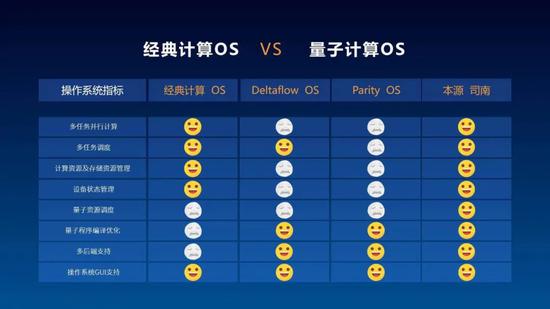 经典计算OS VS 量子计算OS
操作系统指标 经典计算 OS Deltaflow OS Parity OS 本源 司南
多任务并行计算
多任务调度
计算资源及存储资源管理
设备状态管理
量子资源调度
量子程序编译优化
多后端支持
操作系统GUI支持